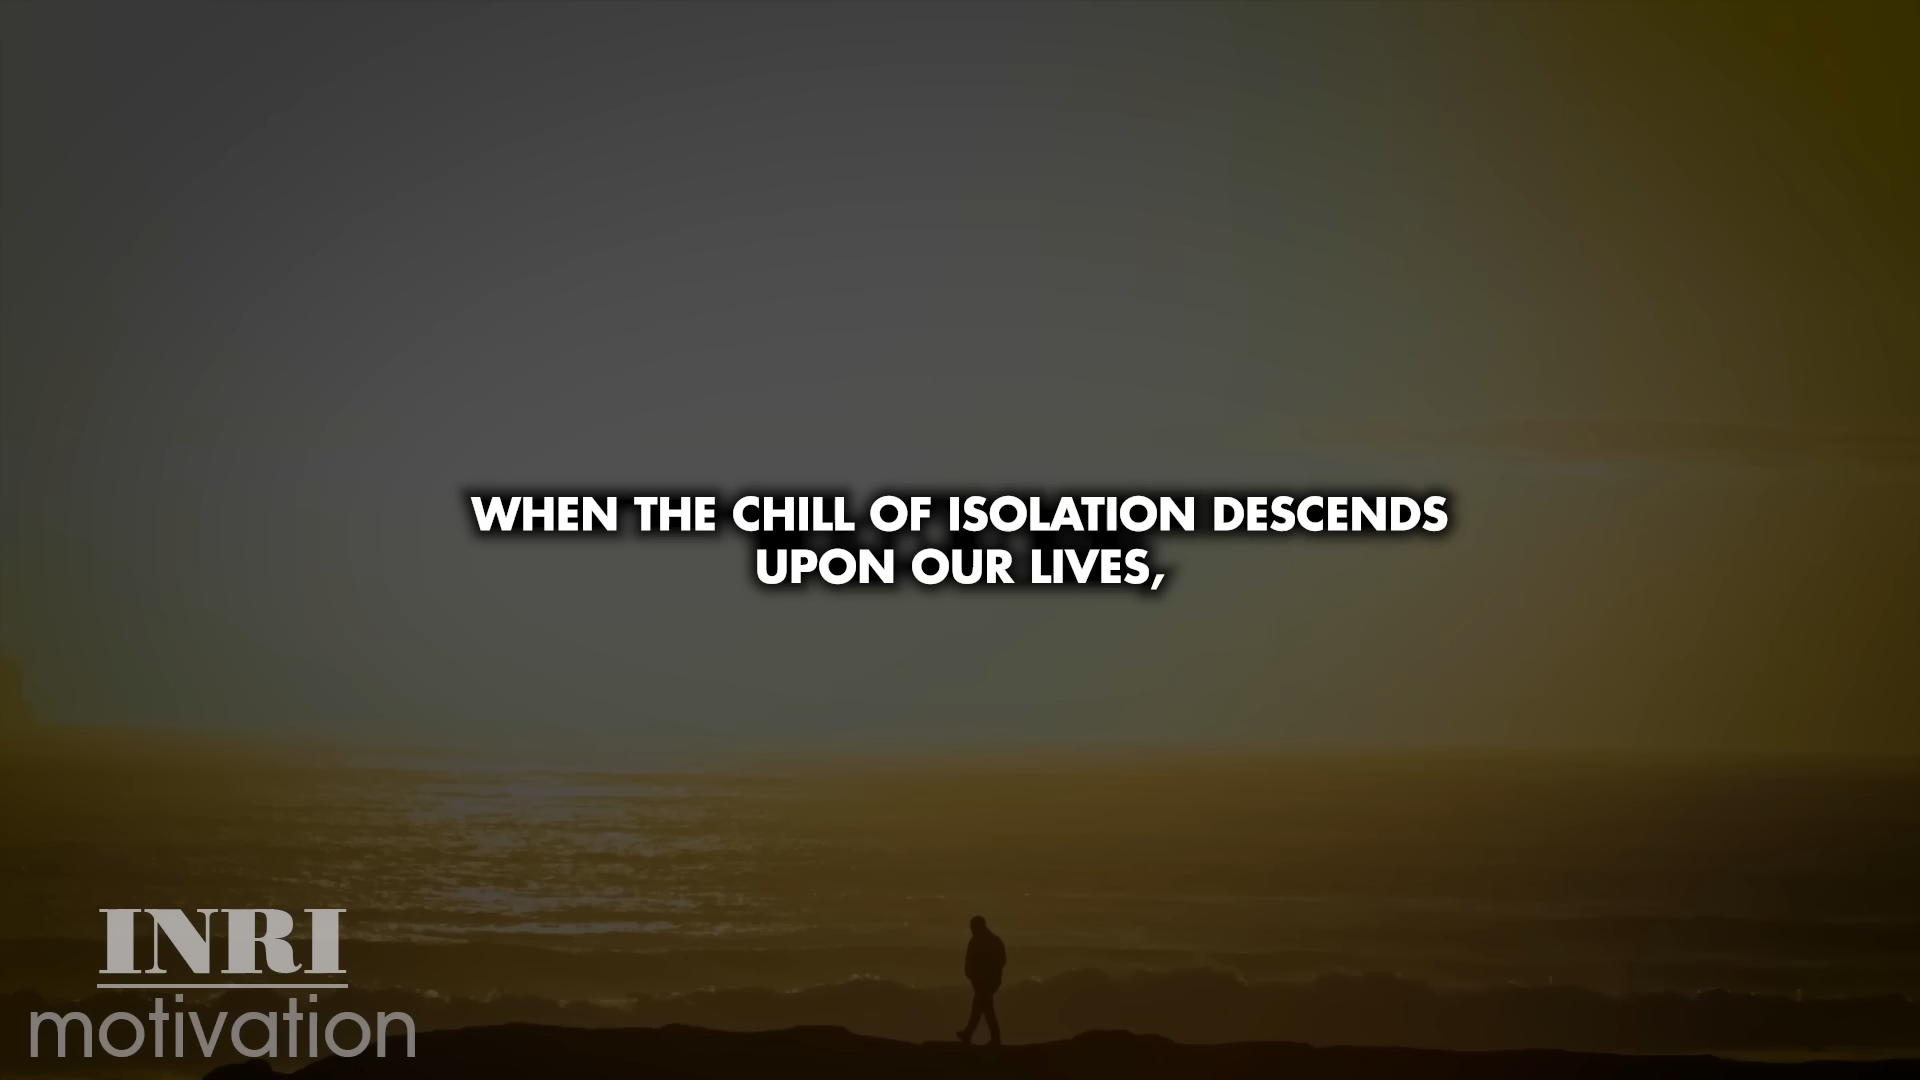 WHEN THE CHILL OF ISOLATION DESCENDS
UPON OUR LIVES,
INRI
motivation